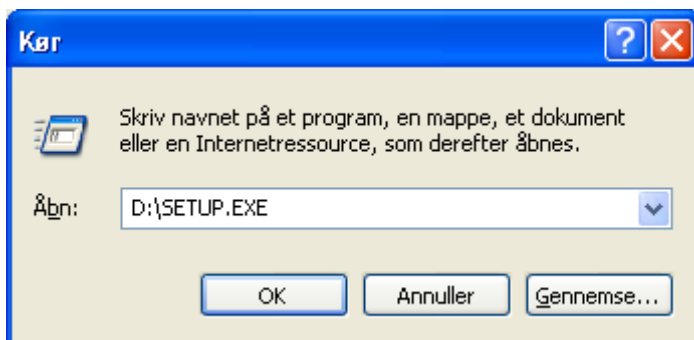 Kør
Skriv navnet på et program, en mappe, et dokument
eller en Internetressource, som derefter åbnes.
Åbn: D:\SETUP.EXE
OK Annuller Gennemse...